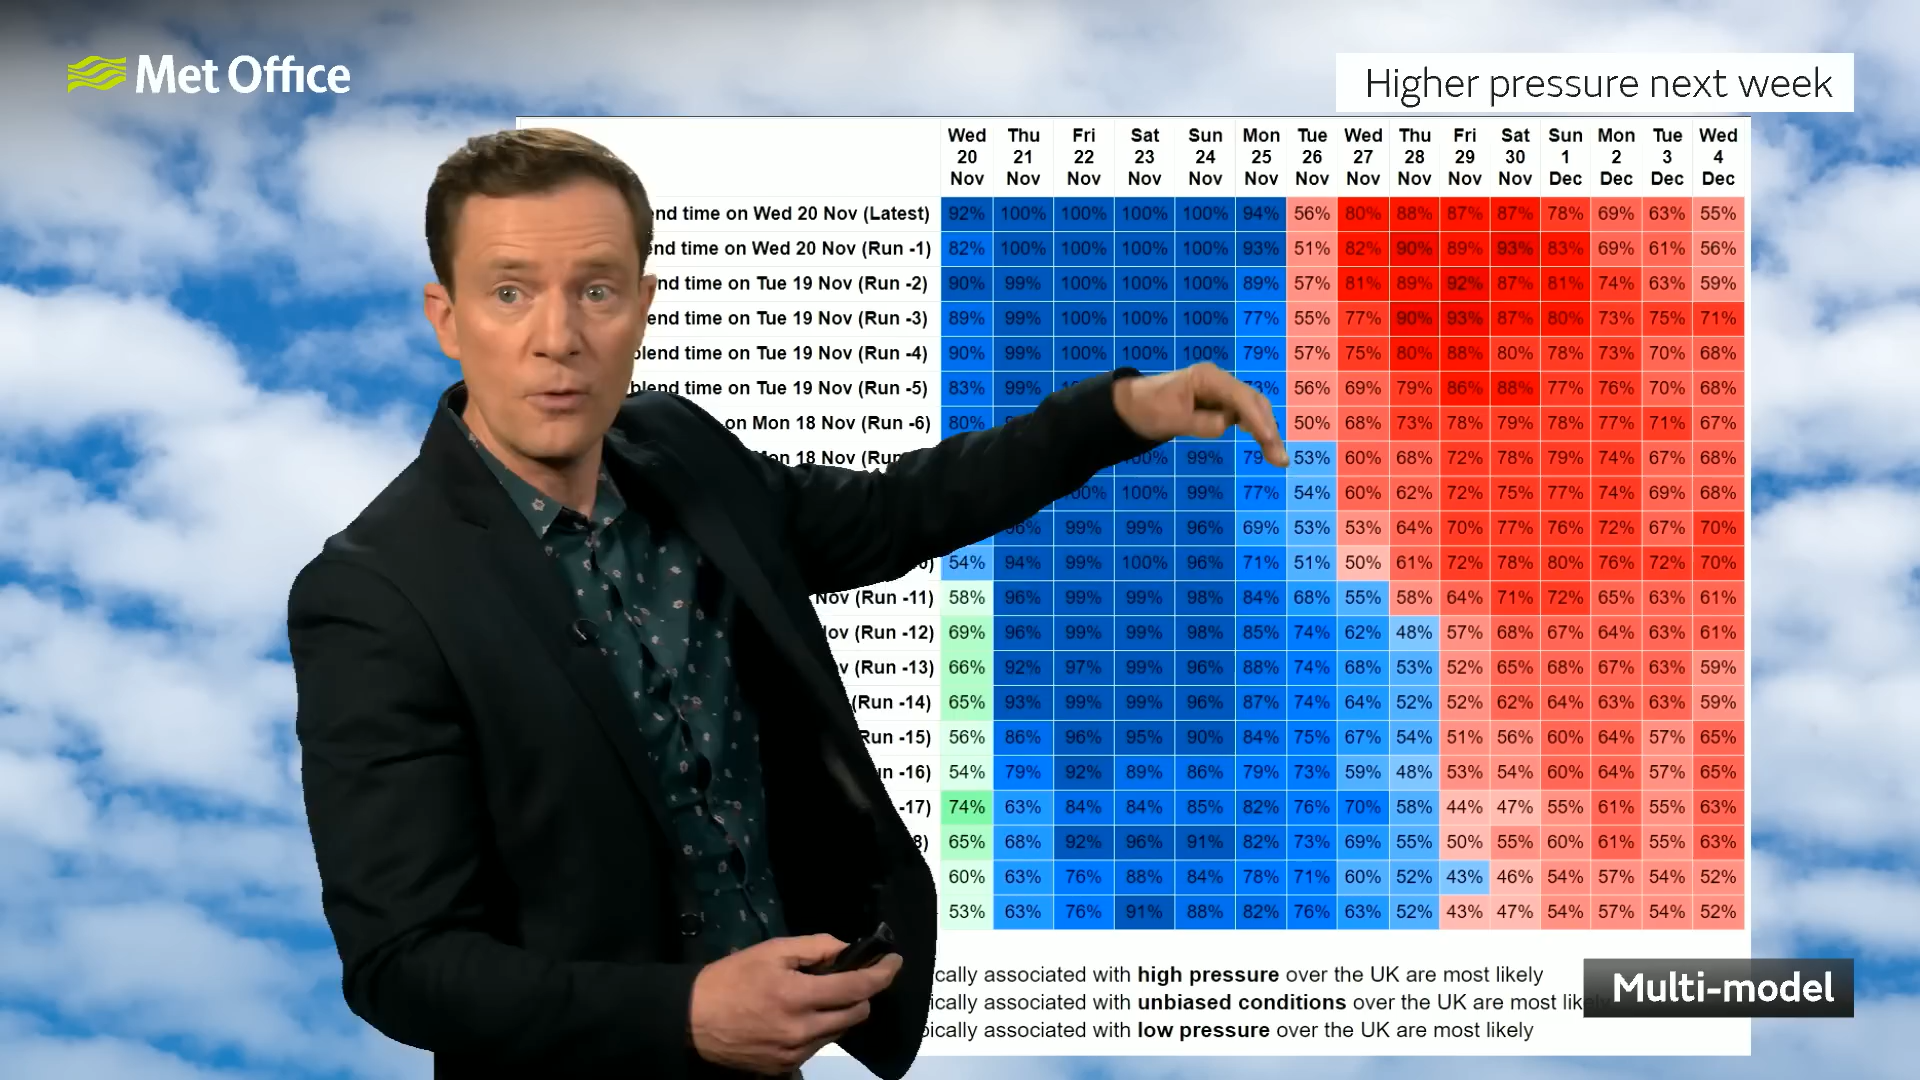 Met Office
Higher pressure next week
Wed Thu Fri Sat Sun Mon Tue Wed Thu Fri Sat Sun Mon Tue Wed
20 21 22 23 24 25 26 27 28 29 30 1 2 3 4
Nov Nov Nov Nov Nov Nov Nov Nov Nov Nov Nov Dec Dec Dec Dec
time on Wed 20 Nov (Latest) 92% 100% 100% 100% 100% 94% 56% 80% 88% 87% 87% 78% 69% 63% 55%
time on Wed 20 Nov (Run -1) 82% 100% 100% 100% 100% 93% 51% 82% 90% 89% 93% 83% 69% 61% 56%
time on Tue 19 Nov (Run -2) 90% 99% 100% 100% 100% 89% 57% 81% 89% 92% 87% 81% 74% 63% 59%
time on Tue 19 Nov (Run -3) 89% 99% 100% 100% 100% 77% 55% 77% 90% 93% 87% 80% 73% 75% 71%
time on Tue 19 Nov (Run -4) 90% 99% 100% 100% 100% 79% 57% 75% 80% 88% 80% 78% 73% 70% 68%
blend time on Tue 19 Nov (Run -5) 83% 99% 56% 69% 79% 86% 88% 77% 76% 70% 68%
on Mon 18 Nov (Run -6) 80% 50% 68% 73% 78% 79% 78% 77% 71% 67%
18 Nov 99% 53% 60% 68% 72% 78% 79% 74% 67% 68%
100% 99% 77% 54% 60% 62% 72% 75% 77% 74% 69% 68%
99% 99% 96% 69% 53% 53% 64% 70% 77% 76% 72% 67% 70%
54% 94% 99% 100% 96% 71% 51% 50% 61% 72% 78% 80% 76% 72% 70%
Nov (Run -11) 58% 96% 99% 99% 98% 84% 68% 55% 58% 64% 71% 72% 65% 63% 61%
(Run -12) 69% 96% 99% 99% 98% 85% 74% 62% 48% 57% 68% 67% 64% 63% 61%
(Run -13) 66% 92% 97% 99% 96% 88% 74% 68% 53% 52% 65% 68% 67% 63% 59%
(Run -14) 65% 93% 99% 99% 96% 87% 74% 64% 52% 52% 62% 64% 63% 63% 59%
Run -15) 56% 86% 96% 95% 90% 84% 75% 67% 54% 51% 56% 60% 64% 57% 65%
-16) 54% 79% 92% 89% 86% 79% 73% 59% 48% 53% 54% 60% 64% 57% 65%
-17) 74% 63% 84% 84% 85% 82% 76% 70% 58% 44% 47% 55% 61% 55% 63%
65% 68% 92% 96% 91% 82% 73% 69% 55% 50% 55% 60% 61% 55% 63%
60% 63% 76% 88% 84% 78% 71% 60% 52% 43% 46% 54% 57% 54% 52%
53% 63% 76% 91% 88% 82% 76% 63% 52% 43% 47% 54% 57% 54% 52%
associated with high pressure over the UK are most likely
associated with unbiased conditions over the UK are most likely
associated with low pressure over the UK are most likely
Multi-model